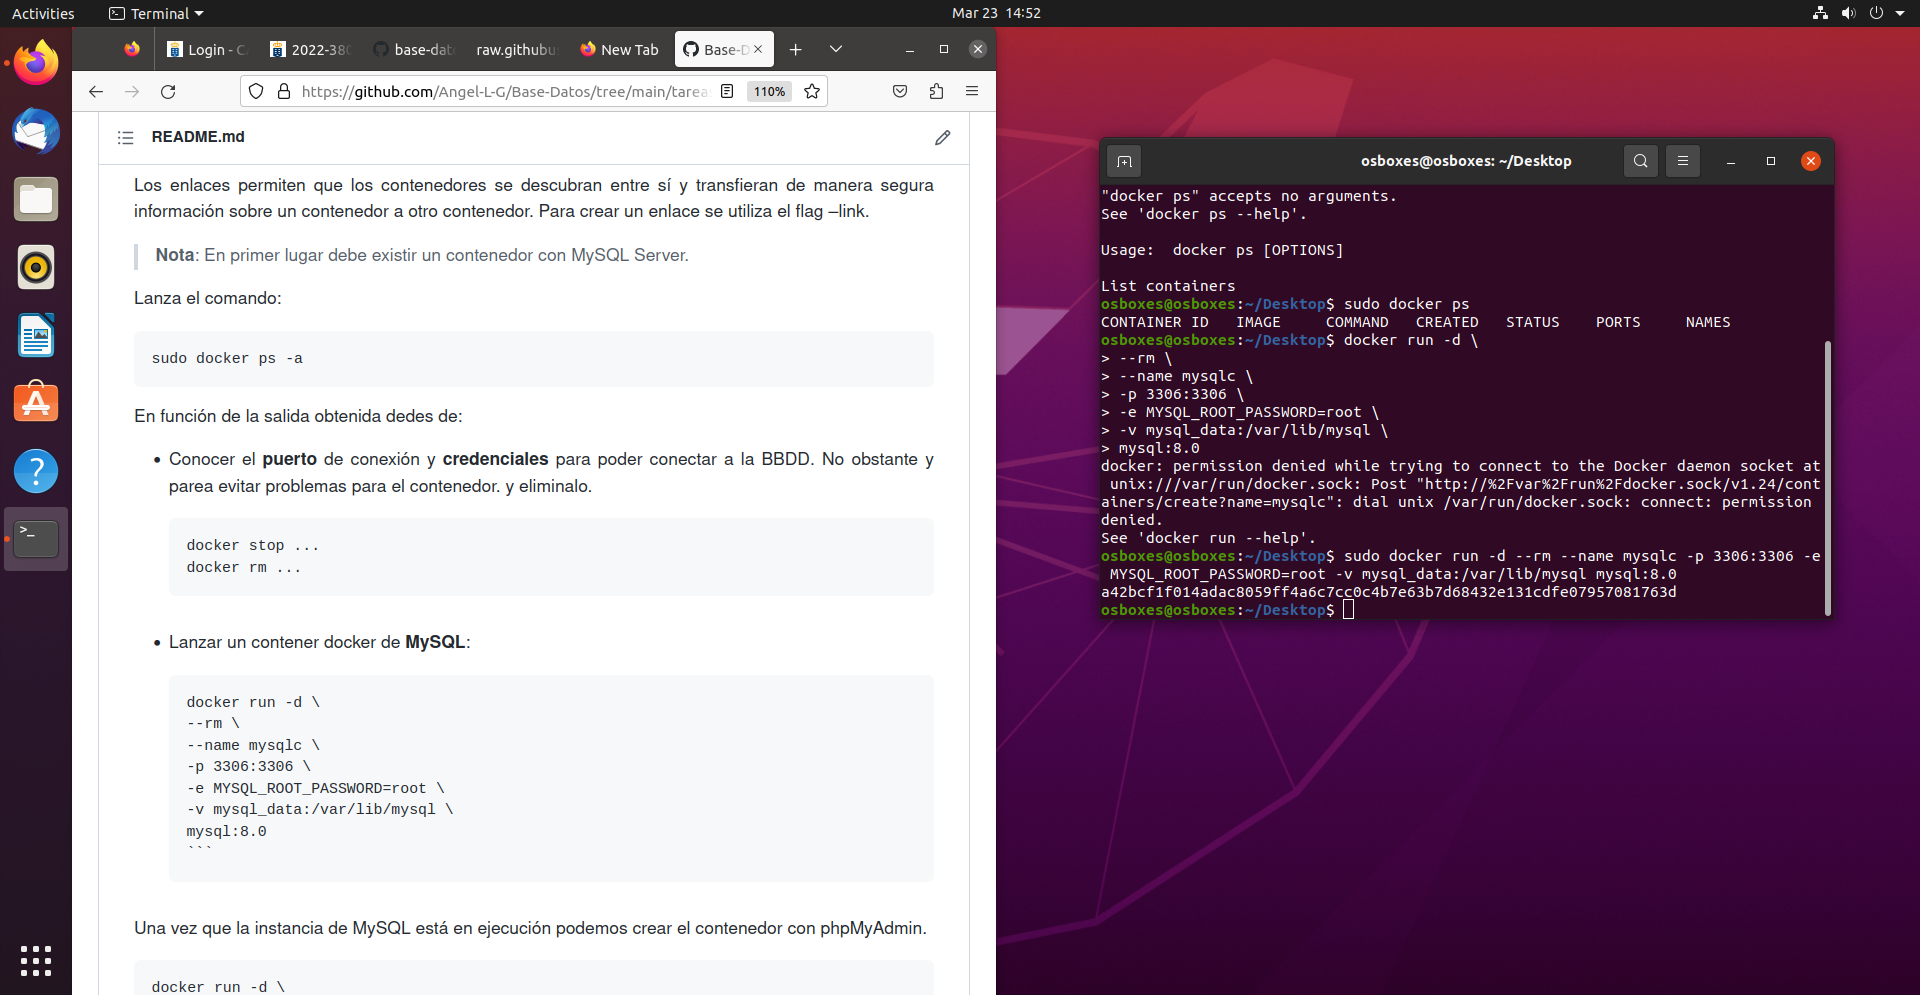 Activities
Terminal
Mar 23 14:52
Login - C
2022-380
base-dat
raw.githubu
New Tab
Base-D
https://github.com/Angel-L-G/Base-Datos/tree/main/tarea
110%
README.md
Los enlaces permiten que los contenedores se descubran entre sí y transfieran de manera segura
información sobre un contenedor a otro contenedor. Para crear un enlace se utiliza el flag –link.
Nota: En primer lugar debe existir un contenedor con MySQL Server.
Lanza el comando:
sudo docker ps -a
En función de la salida obtenida dedes de:
• Conocer el puerto de conexión y credenciales para poder conectar a la BBDD. No obstante y
parea evitar problemas para el contenedor. y eliminalo.
docker stop ...
docker rm ...
• Lanzar un contener docker de MySQL:
docker run -d \
--rm \
--name mysqlc \
-p 3306:3306 \
-e MYSQL_ROOT_PASSWORD=root \
-v mysql_data:/var/lib/mysql \
mysql:8.0
```
Una vez que la instancia de MySQL está en ejecución podemos crear el contenedor con phpMyAdmin.
docker run -d \
osboxes@osboxes: ~/Desktop
"docker ps" accepts no arguments.
See 'docker ps --help'.
Usage:  docker ps [OPTIONS]
List containers
osboxes@osboxes:~/Desktop$ sudo docker ps
CONTAINER ID   IMAGE     COMMAND   CREATED   STATUS    PORTS     NAMES
osboxes@osboxes:~/Desktop$ docker run -d \
> --rm \
> --name mysqlc \
> -p 3306:3306 \
> -e MYSQL_ROOT_PASSWORD=root \
> -v mysql_data:/var/lib/mysql \
> mysql:8.0
docker: permission denied while trying to connect to the Docker daemon socket at
unix:///var/run/docker.sock: Post "http://%2Fvar%2Frun%2Fdocker.sock/v1.24/cont
ainers/create?name=mysqlc": dial unix /var/run/docker.sock: connect: permission
denied.
See 'docker run --help'.
osboxes@osboxes:~/Desktop$ sudo docker run -d --rm --name mysqlc -p 3306:3306 -e
MYSQL_ROOT_PASSWORD=root -v mysql_data:/var/lib/mysql mysql:8.0
a42bcf1f014adac8059ff4a6c7cc0c4b7e63b7d68432e131cdfe07957081763d
osboxes@osboxes:~/Desktop$